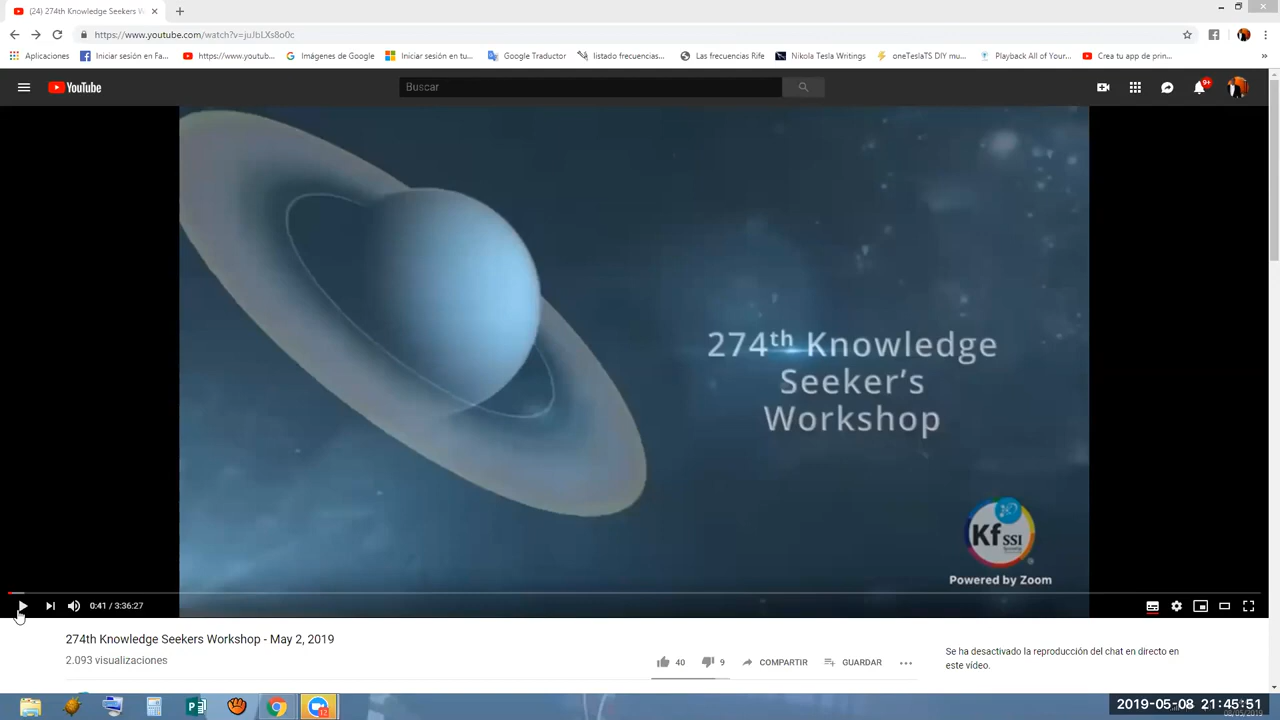 (24) 274th Knowledge Seekers W
https://www.youtube.com/watch?v=juJbLXs8o0c
Aplicaciones
Iniciar sesión en Fa...
https://www.youtub...
Imágenes de Google
Iniciar sesión en tu...
Google Traductor
listado frecuencias...
Las frecuencias Rife
Nikola Tesla Writings
oneTeslaTS DIY mu...
Playback All of Your...
Crea tu app de prin...
»
YouTube
Buscar
9+
274th Knowledge
Seeker's
Workshop
Kf SSI
Powered by Zoom
0:41 / 3:36:27
274th Knowledge Seekers Workshop - May 2, 2019
2.093 visualizaciones
40
9
COMPARTIR
GUARDAR
Se ha desactivado la reproducción del chat en directo en
este vídeo.
2019-05-08 21:45:51